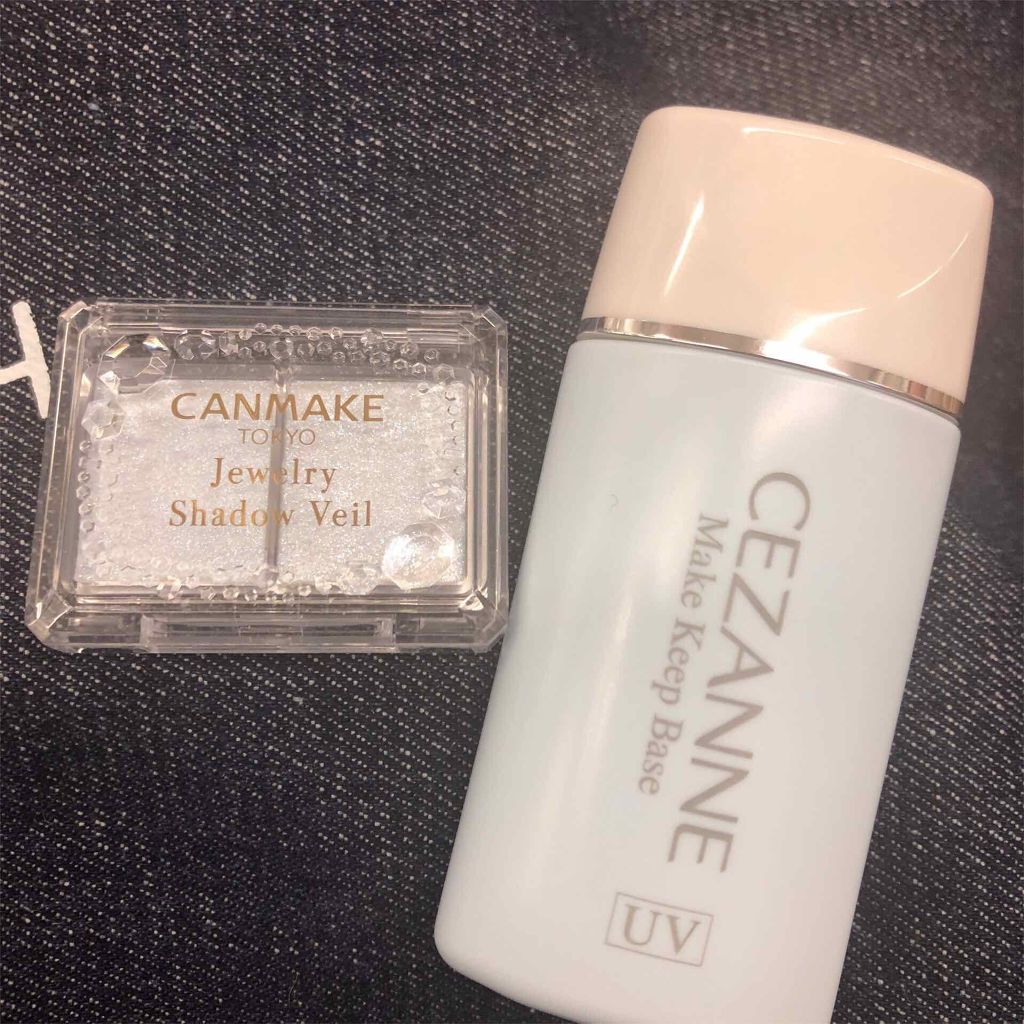 CANMAKE
TOKYO
Jewelry
Shadow Veil
CEZANNE
Make Keep Base
UV